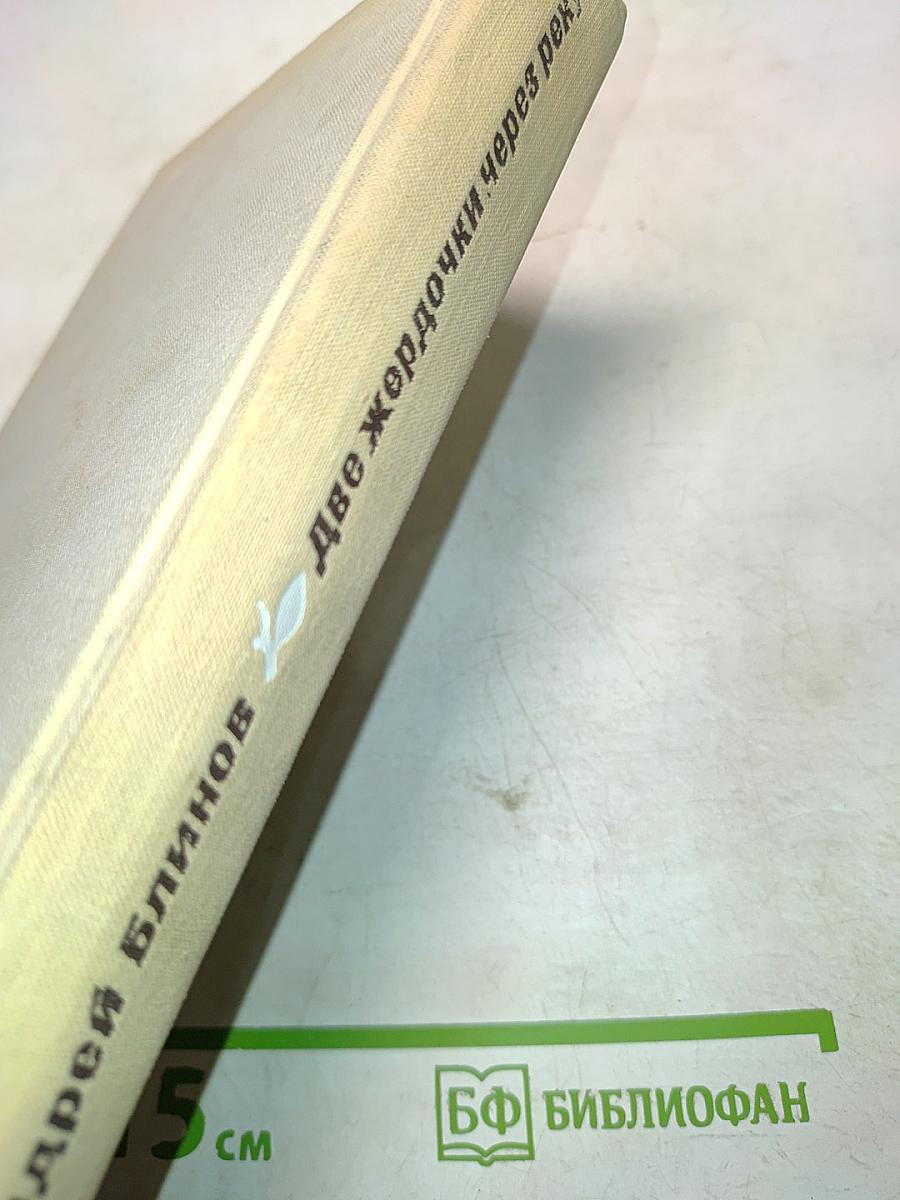 дрей Блинов Две жердочки через реку
15 см
БФ БИБЛИОФАН